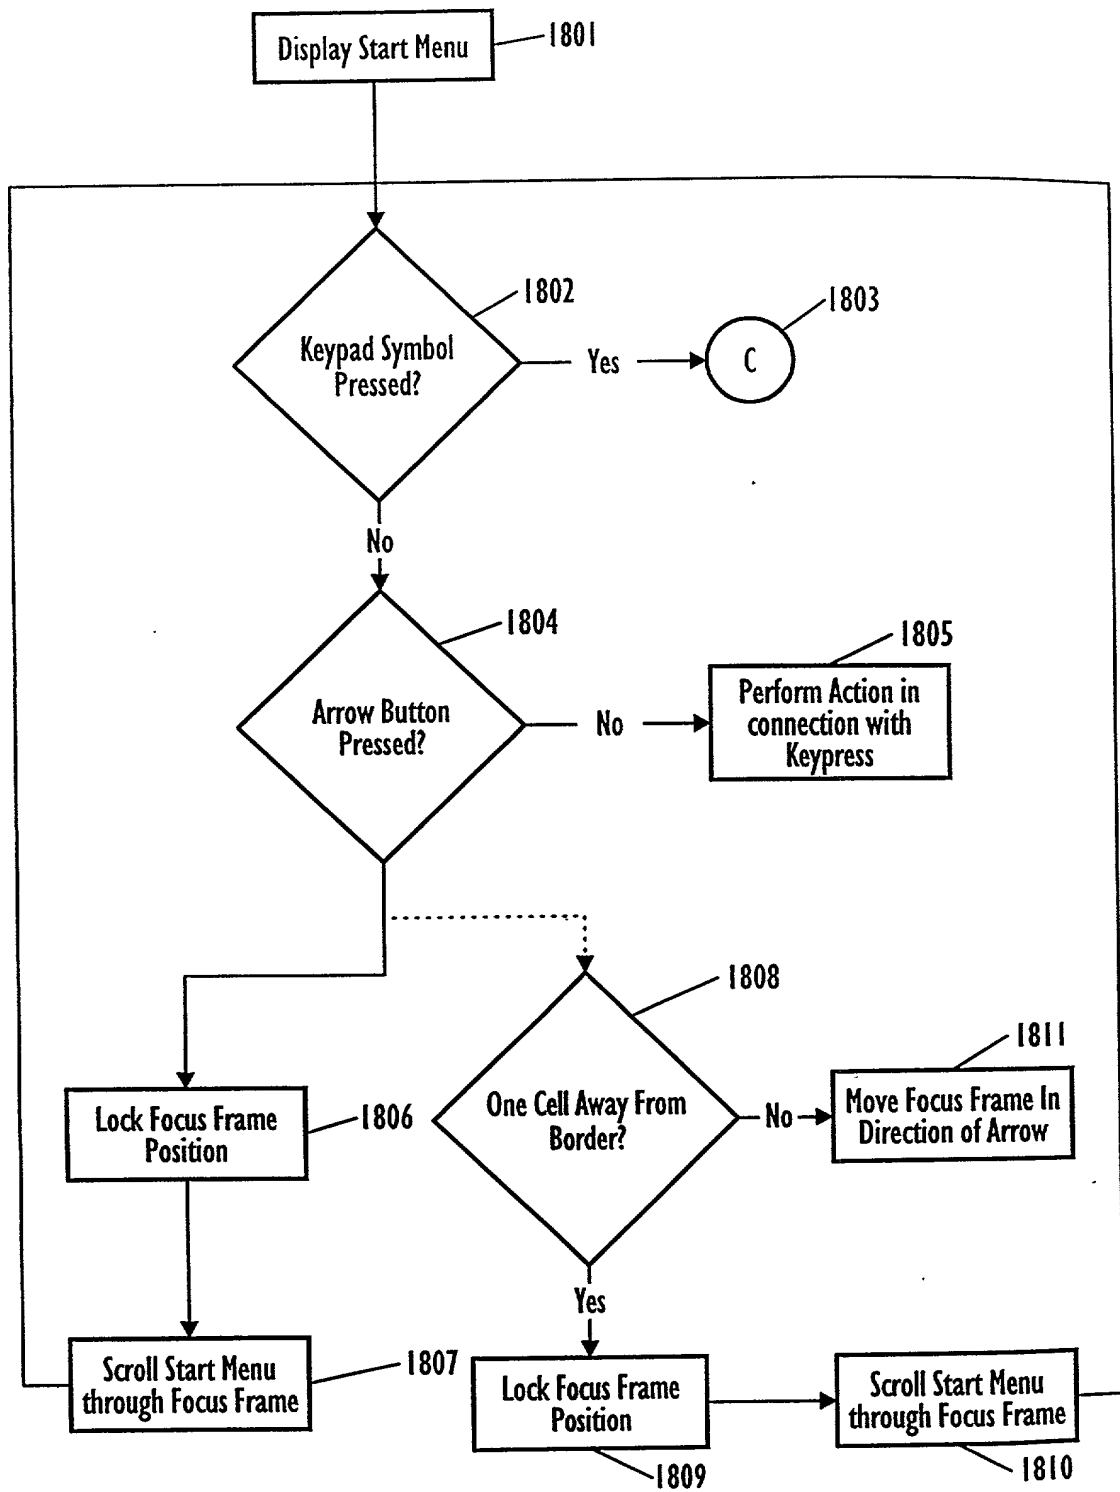 Display Start Menu
1801
1802
Keypad Symbol
Pressed?
Yes
1803
C
No
1804
Arrow Button
Pressed?
No
1805
Perform Action in
connection with
Keypress
1808
One Cell Away From
Border?
No
1811
Move Focus Frame In
Direction of Arrow
Lock Focus Frame
Position
1806
Yes
Scroll Start Menu
through Focus Frame
1807
Lock Focus Frame
Position
1809
Scroll Start Menu
through Focus Frame
1810